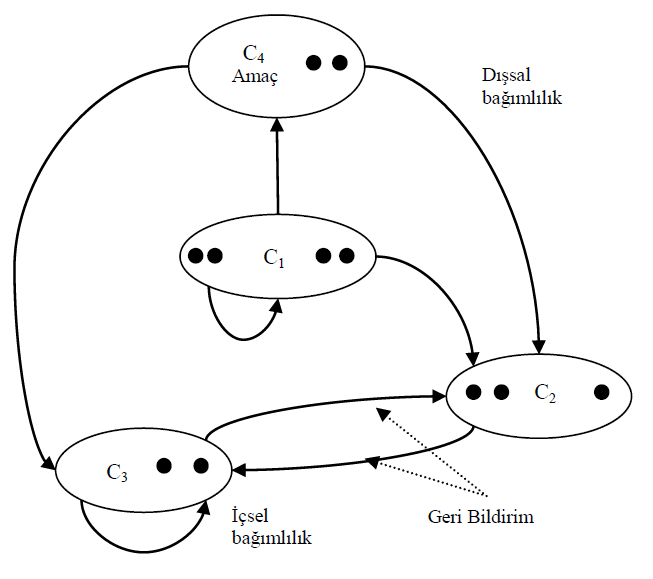 C₄
Amaç
Dışsal
bağımlılık
C₁
C₂
C₃
İçsel
bağımlılık
Geri Bildirim